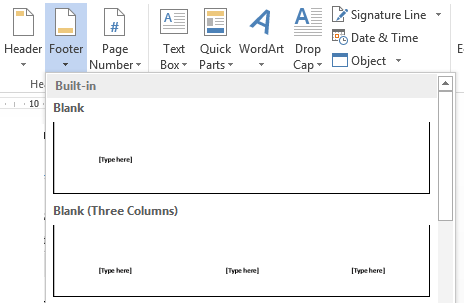 Header
Footer
Page
Number
#
Text
Box
Quick
Parts
WordArt
A
Drop
Cap
A
Signature Line
Date & Time
Object
10
Built-in
Blank
[Type here]
Blank (Three Columns)
[Type here] [Type here] [Type here]